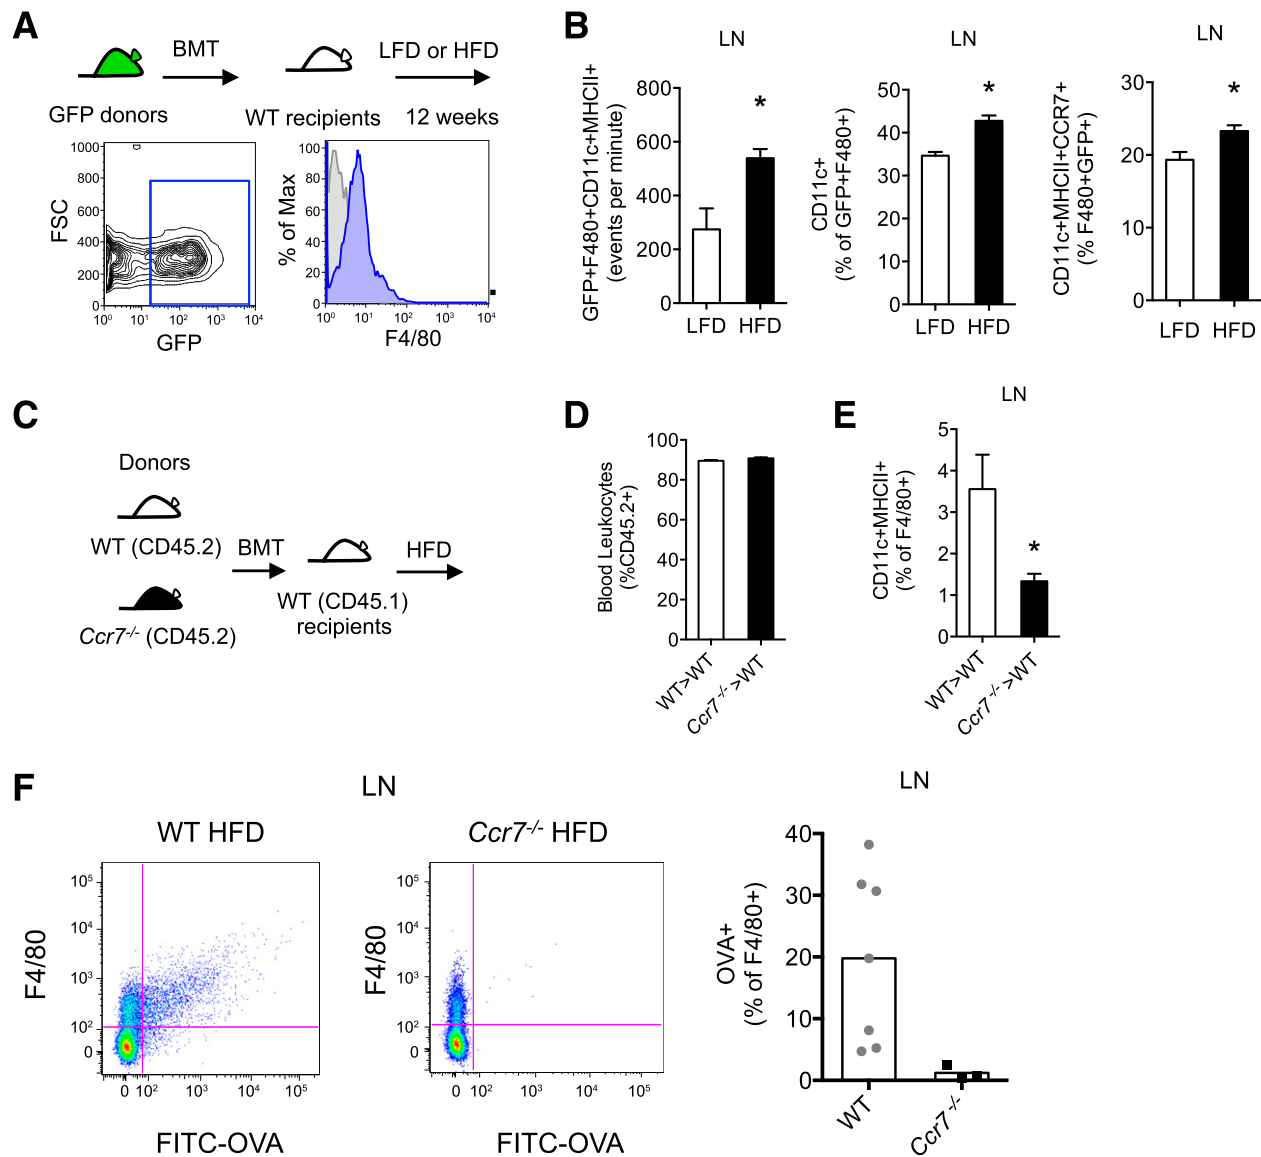 A
BMT
LFD or HFD
GFP donors
WT recipients
12 weeks
FSC
1000
800
600
400
200
0
10⁰
10¹
10²
10³
10⁴
GFP
% of Max
100
80
60
40
20
0
10⁰
10¹
10²
10³
10⁴
F4/80
B
LN
GFP+F480+CD11c+MHCII+
(events per minute)
800
600
400
200
0
*
LFD
HFD
LN
CD11c+
(% of GFP+F480+)
50
40
30
20
10
0
*
LFD
HFD
LN
CD11c+MHCII+CCR7+
(% F480+GFP+)
30
20
10
0
*
LFD
HFD
C
Donors
WT (CD45.2)
Ccr7⁻/⁻ (CD45.2)
BMT
WT (CD45.1)
recipients
HFD
D
Blood Leukocytes
(%CD45.2+)
100
80
60
40
20
0
WT>WT
Ccr7⁻/⁻>WT
E
LN
CD11c+MHCII+
(% of F4/80+)
5
4
3
2
1
0
*
WT>WT
Ccr7⁻/⁻>WT
F
LN
WT HFD
F4/80
10⁵
10⁴
10³
10²
0
0
10²
10³
10⁴
10⁵
FITC-OVA
Ccr7⁻/⁻ HFD
F4/80
10⁵
10⁴
10³
10²
0
0
10²
10³
10⁴
10⁵
FITC-OVA
LN
OVA+
(% of F4/80+)
40
30
20
10
0
WT
Ccr7⁻/⁻